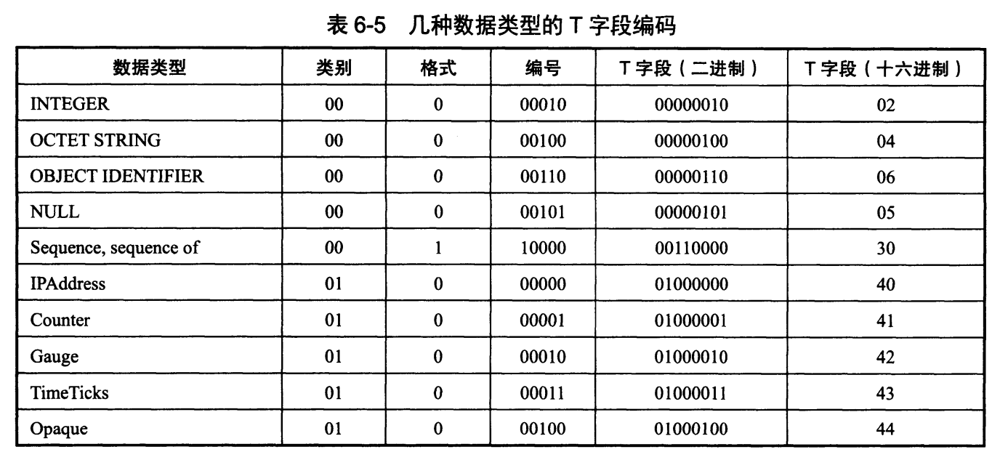 表 6-5 几种数据类型的 T 字段编码
数据类型 类别 格式 编号 T 字段（二进制） T 字段（十六进制）
INTEGER 00 0 00010 00000010 02
OCTET STRING 00 0 00100 00000100 04
OBJECT IDENTIFIER 00 0 00110 00000110 06
NULL 00 0 00101 00000101 05
Sequence, sequence of 00 1 10000 00110000 30
IPAddress 01 0 00000 01000000 40
Counter 01 0 00001 01000001 41
Gauge 01 0 00010 01000010 42
TimeTicks 01 0 00011 01000011 43
Opaque 01 0 00100 01000100 44